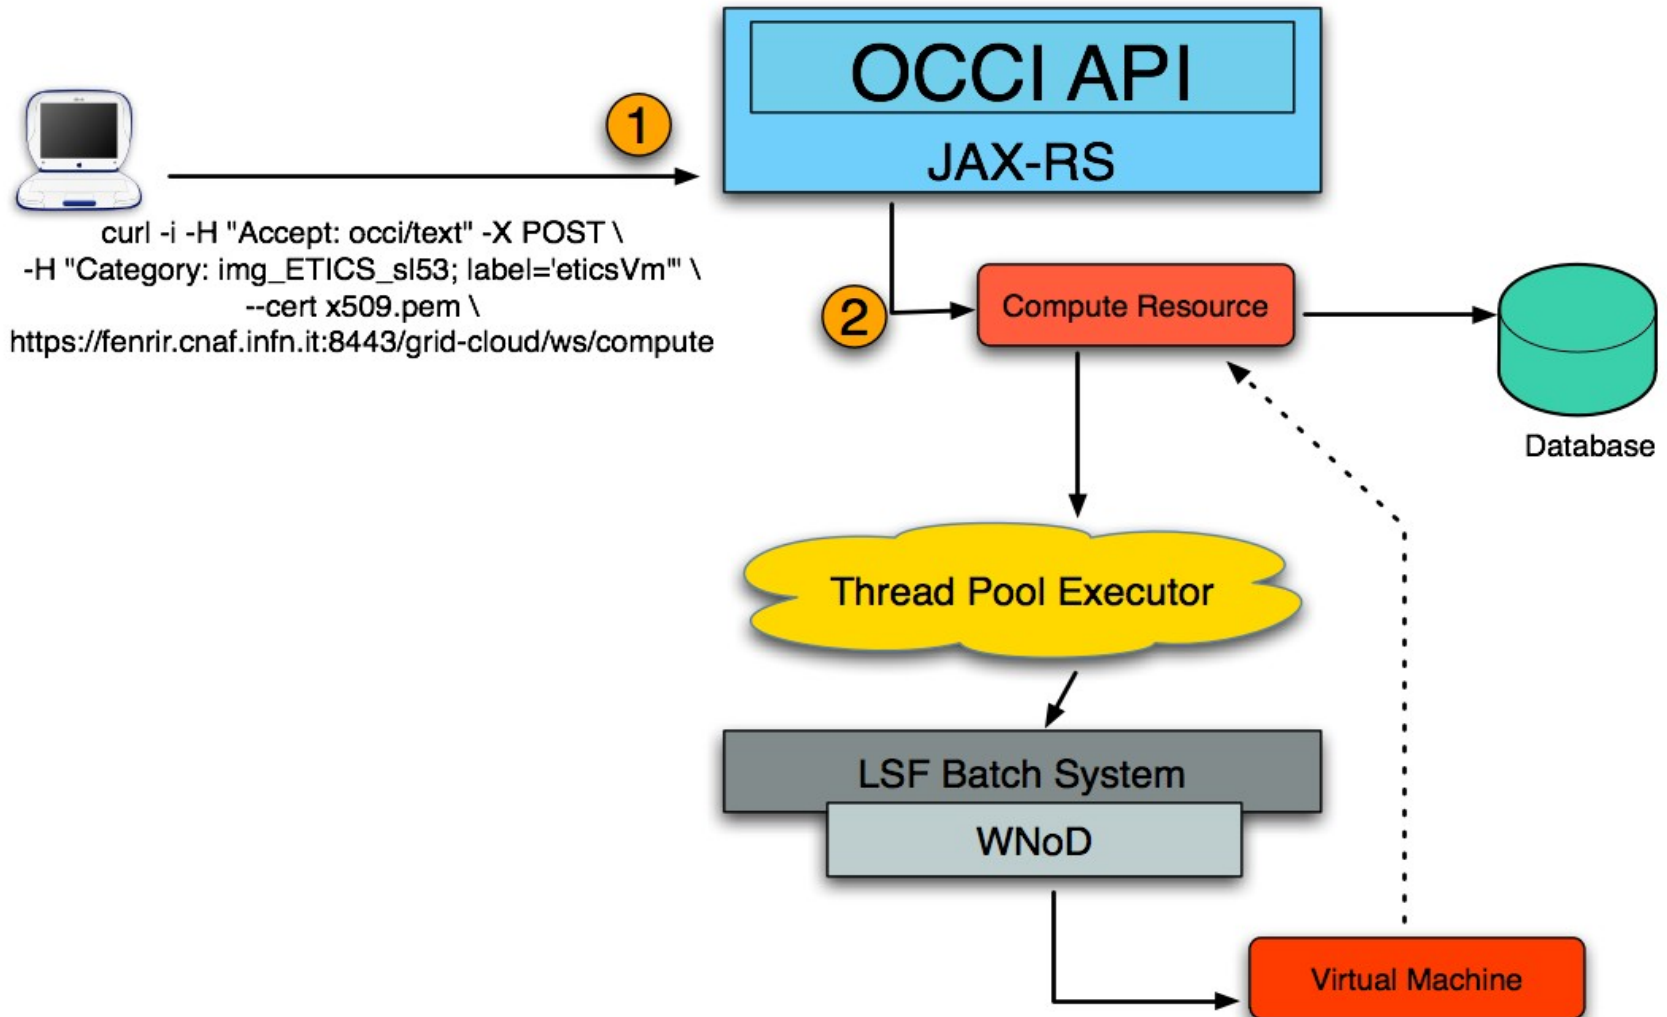 OCCI API
JAX-RS
1
curl -i -H "Accept: occi/text" -X POST \
-H "Category: img_ETICS_sl53; label='eticsVm'" \
--cert x509.pem \
https://fenrir.cnaf.infn.it:8443/grid-cloud/ws/compute
2
Compute Resource
Database
Thread Pool Executor
LSF Batch System
WNoD
Virtual Machine